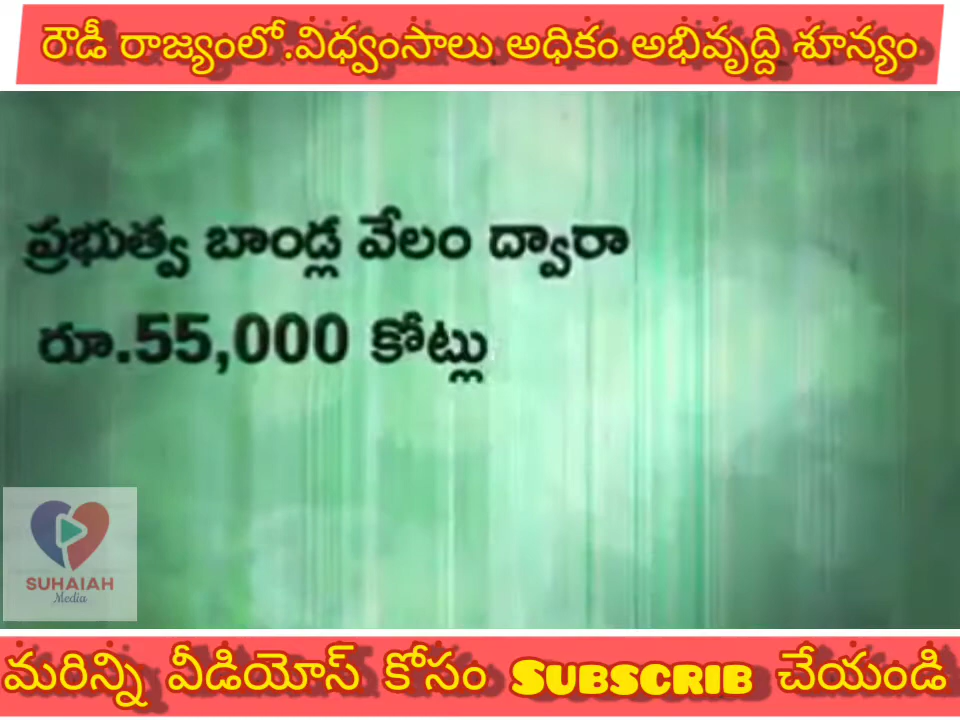 రౌడీ రాజ్యంలో.విధ్వంసాలు అధికం అభివృద్ది శూన్యం
ప్రభుత్వ బాండ్ల వేలం ద్వారా
రూ.55,000 కోట్లు
SUHAIAH
Media
మరిన్ని వీడియోస్ కోసం SUBSCRIB చేయండి